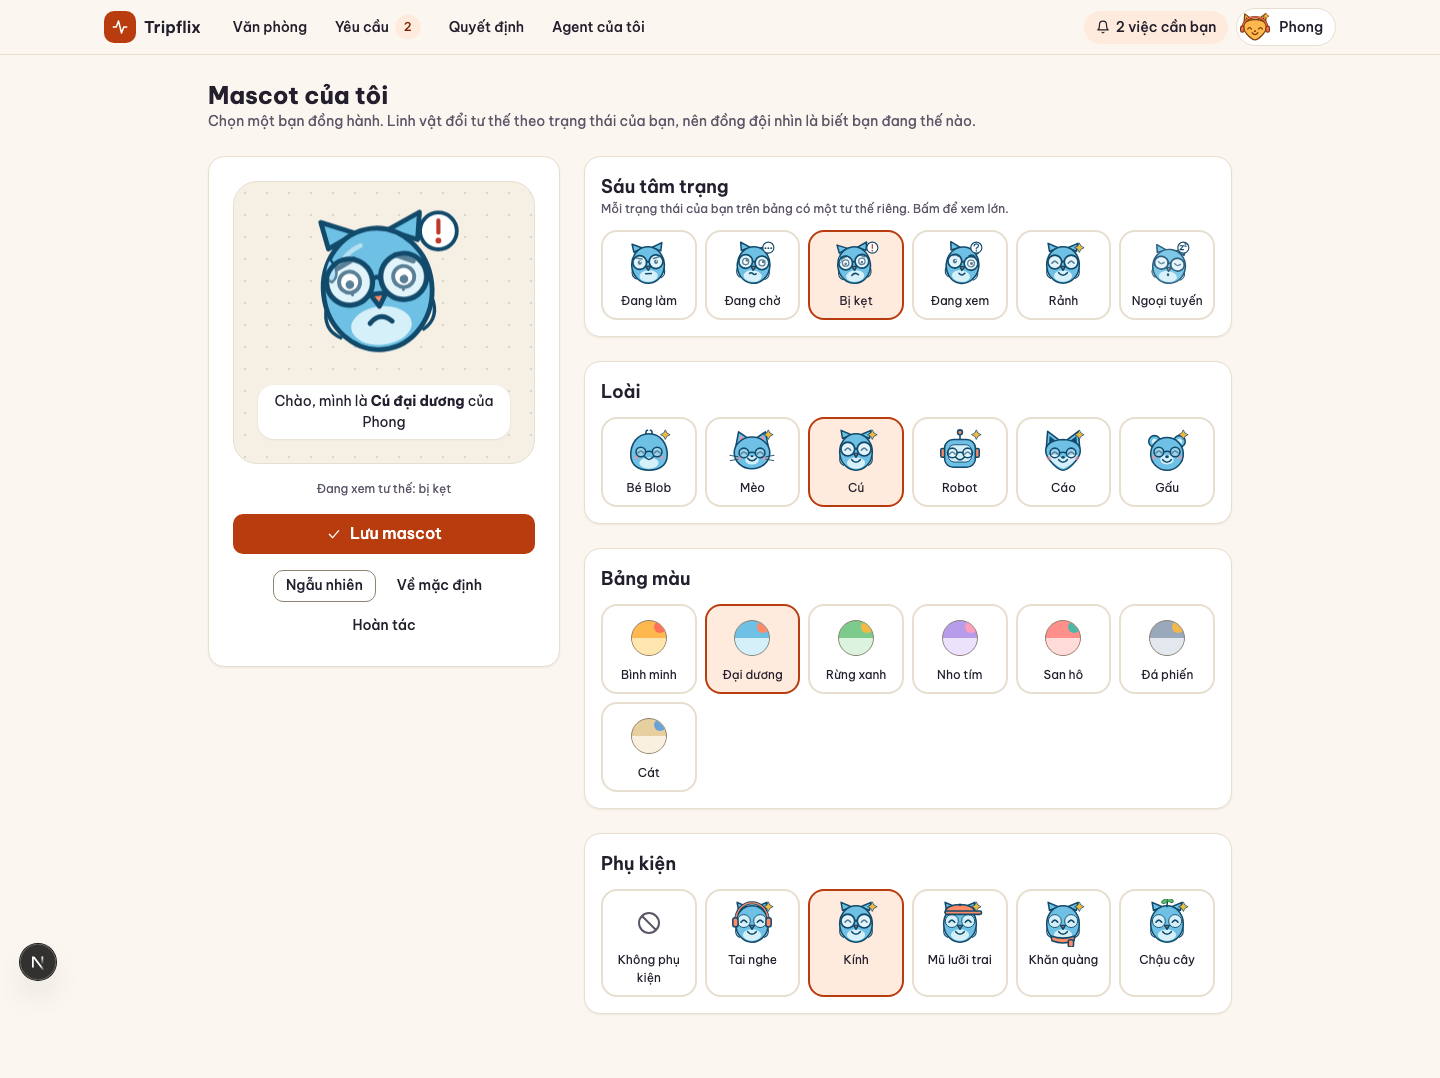 Tripflix
Văn phòng
Yêu cầu 2
Quyết định
Agent của tôi
2 việc cần bạn
Phong
Mascot của tôi
Chọn một bạn đồng hành. Linh vật đổi tư thế theo trạng thái của bạn, nên đồng đội nhìn là biết bạn đang thế nào.
!
Chào, mình là Cú đại dương của
Phong
Đang xem tư thế: bị kẹt
Lưu mascot
Ngẫu nhiên
Về mặc định
Hoàn tác
Sáu tâm trạng
Mỗi trạng thái của bạn trên bảng có một tư thế riêng. Bấm để xem lớn.
Đang làm
Đang chờ
Bị kẹt
Đang xem
Rảnh
Ngoại tuyến
Loài
Bé Blob
Mèo
Cú
Robot
Cáo
Gấu
Bảng màu
Bình minh
Đại dương
Rừng xanh
Nho tím
San hô
Đá phiến
Cát
Phụ kiện
Không phụ
kiện
Tai nghe
Kính
Mũ lưỡi trai
Khăn quàng
Chậu cây
N